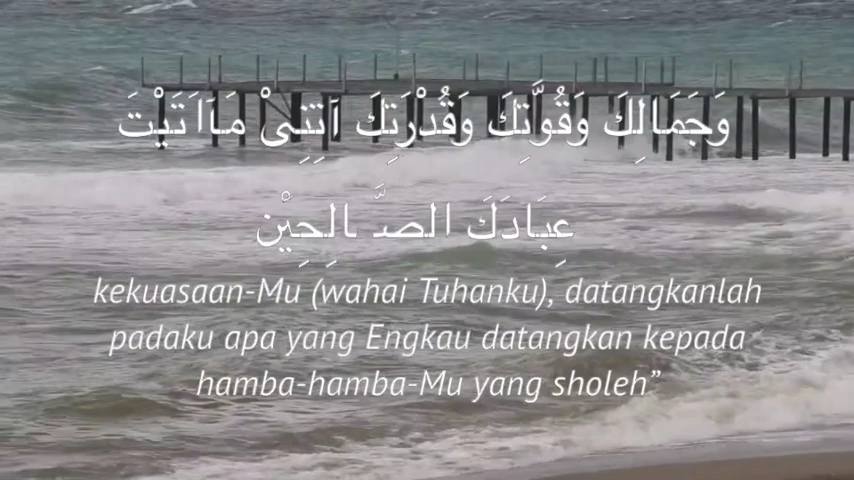 وَجَمَالِكَ وَقُوَّتِكَ وَقُدْرَتِكَ آتِنِىْ مَاآتَيْتَ
عِبَادَكَ الصَّالِحِيْن
kekuasaan-Mu (wahai Tuhanku), datangkanlah
padaku apa yang Engkau datangkan kepada
hamba-hamba-Mu yang sholeh”